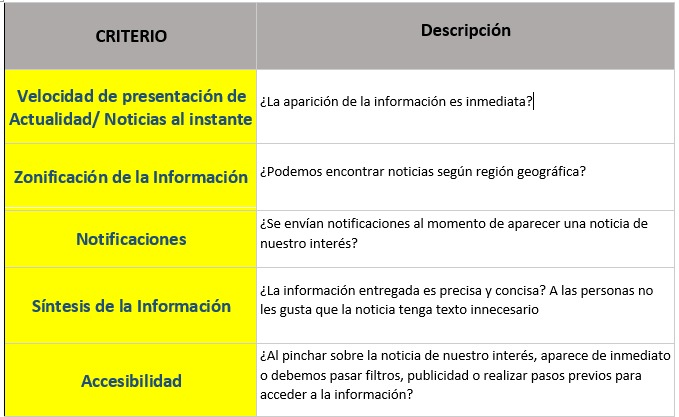 CRITERIO
Descripción
Velocidad de presentación de
Actualidad/ Noticias al instante
¿La aparición de la información es inmediata?
Zonificación de la Información
¿Podemos encontrar noticias según región geográfica?
Notificaciones
¿Se envían notificaciones al momento de aparecer una noticia de
nuestro interés?
Síntesis de la Información
¿La información entregada es precisa y concisa? A las personas no
les gusta que la noticia tenga texto innecesario
Accesibilidad
¿Al pinchar sobre la noticia de nuestro interés, aparece de inmediato
o debemos pasar filtros, publicidad o realizar pasos previos para
acceder a la información?